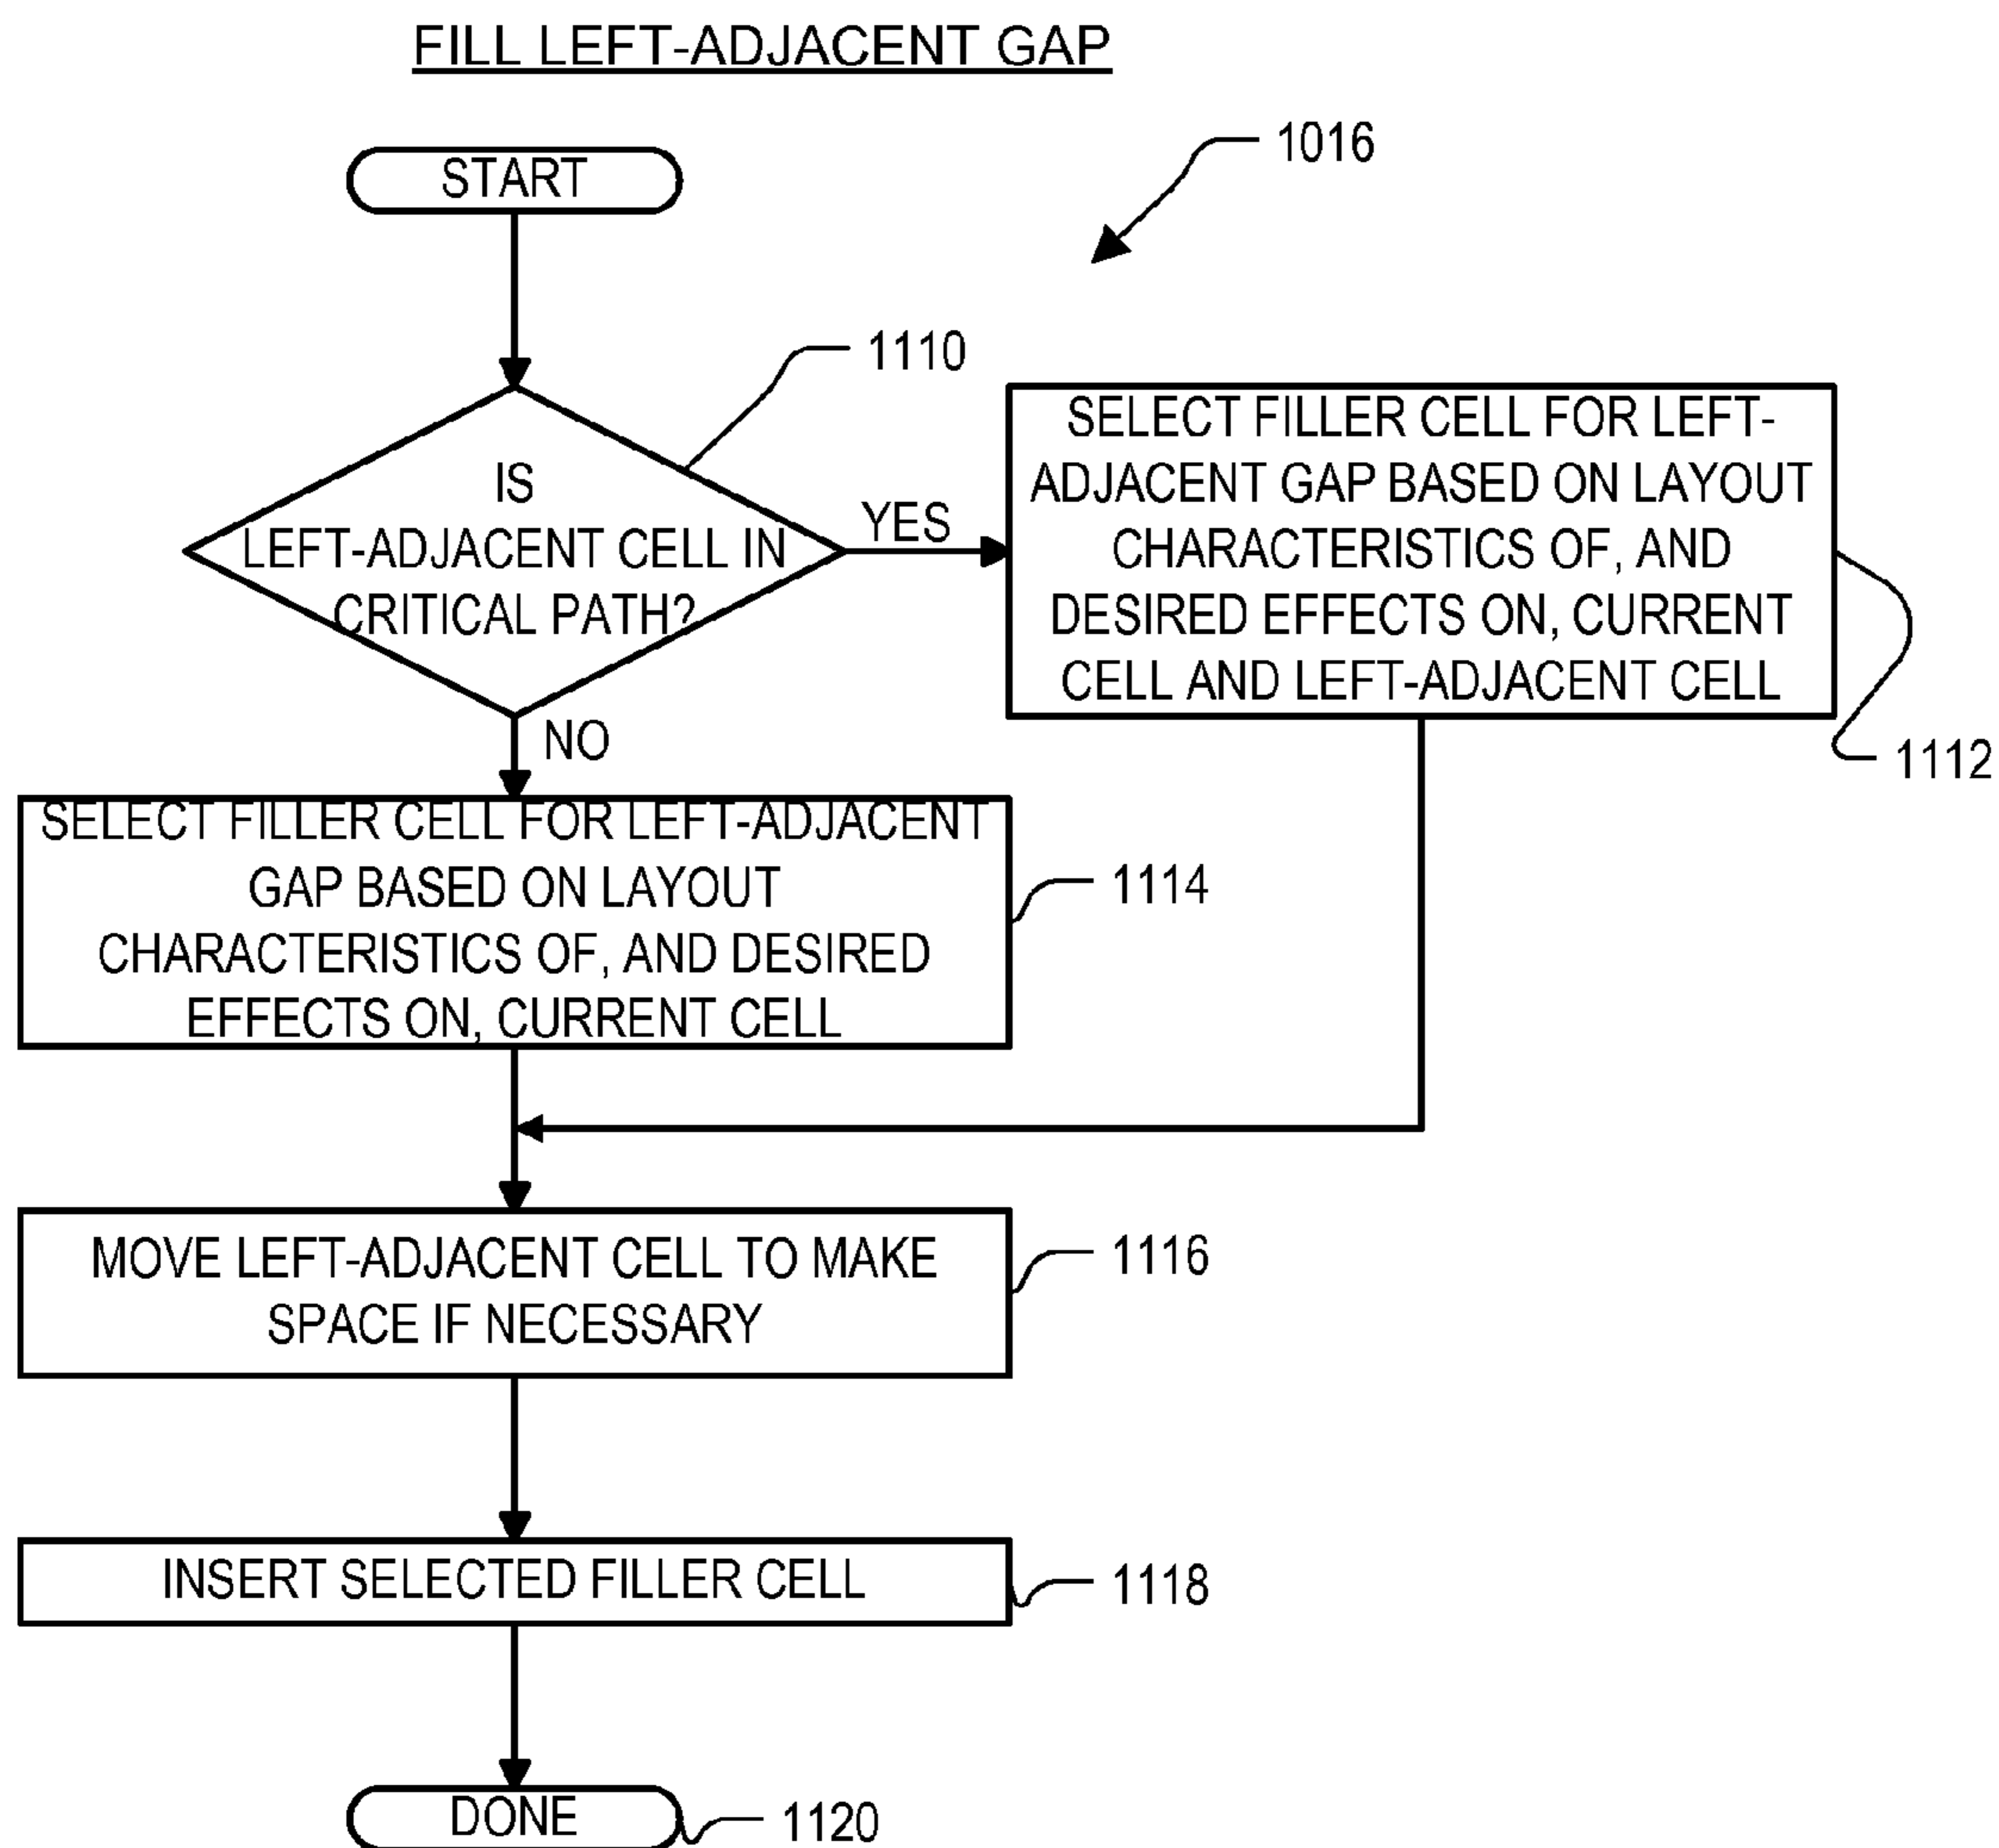 FILL LEFT-ADJACENT GAP
START
1016
1110
IS
LEFT-ADJACENT CELL IN
CRITICAL PATH?
YES
NO
SELECT FILLER CELL FOR LEFT-
ADJACENT GAP BASED ON LAYOUT
CHARACTERISTICS OF, AND
DESIRED EFFECTS ON, CURRENT
CELL AND LEFT-ADJACENT CELL
1112
SELECT FILLER CELL FOR LEFT-ADJACENT
GAP BASED ON LAYOUT
CHARACTERISTICS OF, AND DESIRED
EFFECTS ON, CURRENT CELL
1114
MOVE LEFT-ADJACENT CELL TO MAKE
SPACE IF NECESSARY
1116
INSERT SELECTED FILLER CELL
1118
DONE
1120